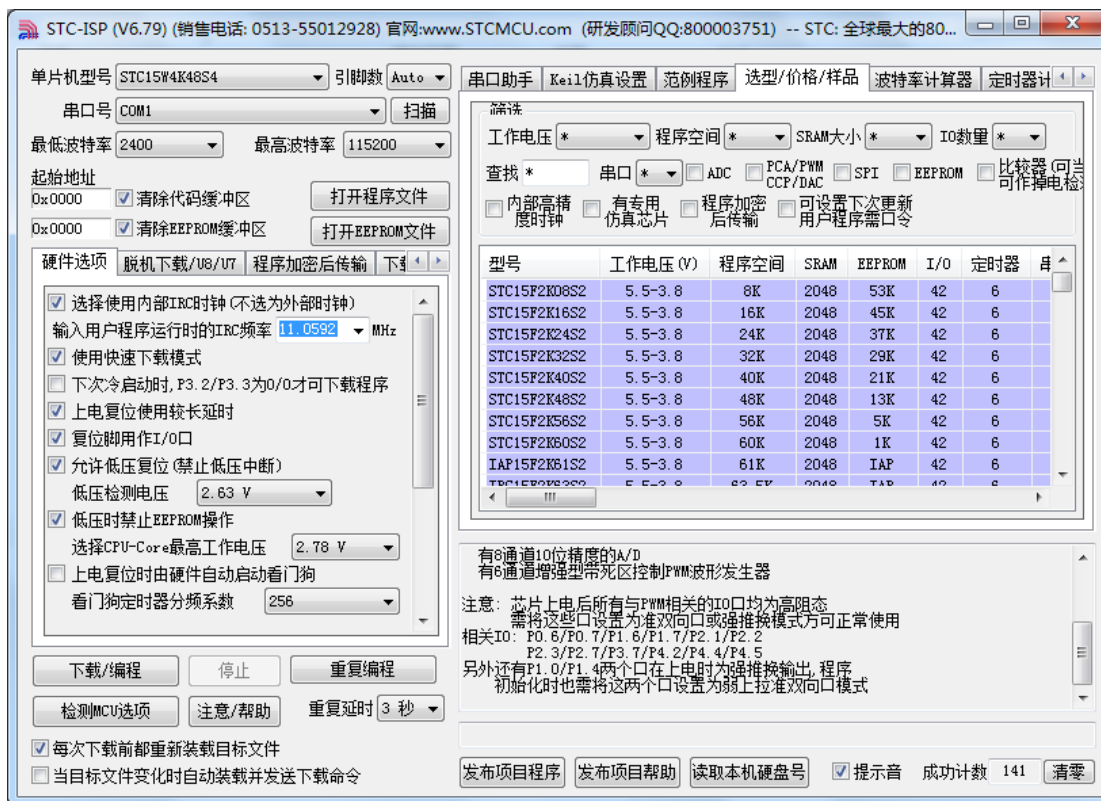 STC-ISP (V6.79) (销售电话: 0513-55012928) 官网:www.STCMCU.com (研发顾问QQ:800003751) -- STC: 全球最大的80...
单片机型号 STC15W4K48S4 引脚数 Auto
串口号 COM1 扫描
最低波特率 2400 最高波特率 115200
起始地址
0x0000 清除代码缓冲区 打开程序文件
0x0000 清除EEPROM缓冲区 打开EEPROM文件
硬件选项 脱机下载/U8/U7 程序加密后传输
选择使用内部IRC时钟(不选为外部时钟)
输入用户程序运行时的IRC频率 11.0592 MHz
使用快速下载模式
下次冷启动时,P3.2/P3.3为0/0才可下载程序
上电复位使用较长延时
复位脚用作I/O口
允许低压复位(禁止低压中断)
低压检测电压 2.63 V
低压时禁止EEPROM操作
选择CPU-Core最高工作电压 2.78 V
上电复位时由硬件自动启动看门狗
看门狗定时器分频系数 256
下载/编程 停止 重复编程
检测MCU选项 注意/帮助 重复延时 3 秒
每次下载前都重新装载目标文件
当目标文件变化时自动装载并发送下载命令
串口助手 Keil仿真设置 范例程序 选型/价格/样品 波特率计算器 定时器计
筛选
工作电压 * 程序空间 * SRAM大小 * IO数量 *
查找 * 串口 * ADC PCA/PWM CCP/DAC SPI EEPROM 比较器(可当 可作掉电检
内部高精度时钟 有专用仿真芯片 程序加密后传输 可设置下次更新用户程序需口令
型号 工作电压(V) 程序空间 SRAM EEPROM I/O 定时器 串
STC15F2K08S2 5.5-3.8 8K 2048 53K 42 6
STC15F2K16S2 5.5-3.8 16K 2048 45K 42 6
STC15F2K24S2 5.5-3.8 24K 2048 37K 42 6
STC15F2K32S2 5.5-3.8 32K 2048 29K 42 6
STC15F2K40S2 5.5-3.8 40K 2048 21K 42 6
STC15F2K48S2 5.5-3.8 48K 2048 13K 42 6
STC15F2K56S2 5.5-3.8 56K 2048 5K 42 6
STC15F2K60S2 5.5-3.8 60K 2048 1K 42 6
IAP15F2K61S2 5.5-3.8 61K 2048 IAP 42 6
有8通道10位精度的A/D
有6通道增强型带死区控制PWM波形发生器
注意: 芯片上电后所有与PWM相关的IO口均为高阻态
需将这些口设置为准双向口或强推挽模式方可正常使用
相关IO: P0.6/P0.7/P1.6/P1.7/P2.1/P2.2
P2.3/P2.7/P3.7/P4.2/P4.4/P4.5
另外还有P1.0/P1.4两个口在上电时为强推挽输出,程序
初始化时也需将这两个口设置为弱上拉准双向口模式
发布项目程序 发布项目帮助 读取本机硬盘号 提示音 成功计数 141 清零